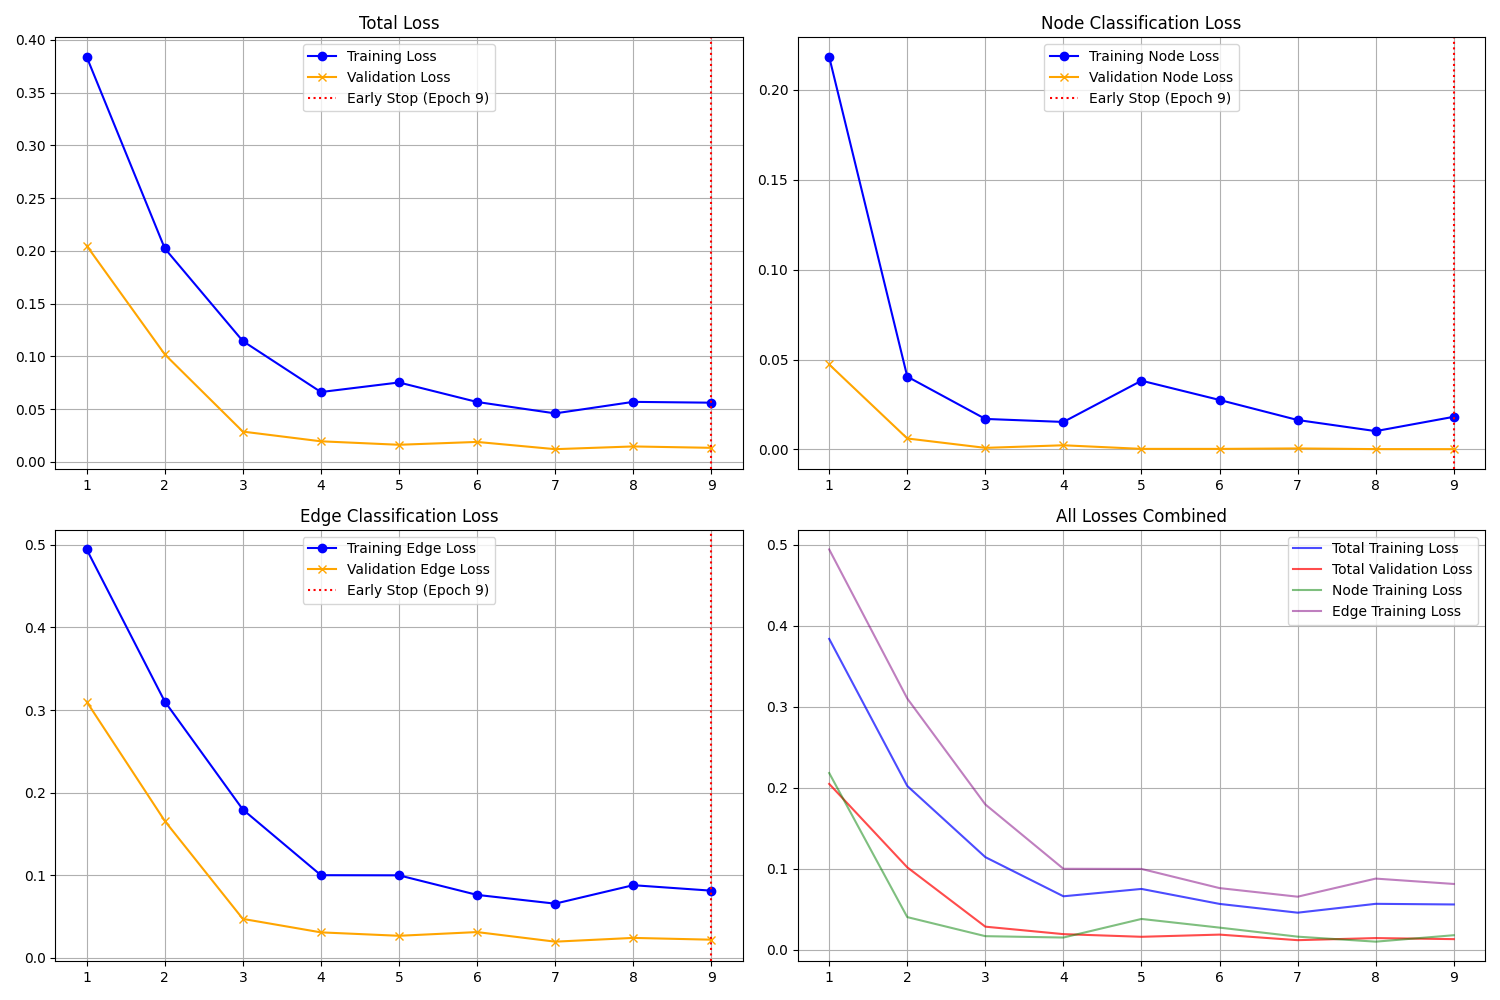 Total Loss
0.40
0.35
0.30
0.25
0.20
0.15
0.10
0.05
0.00
Training Loss
Validation Loss
Early Stop (Epoch 9)
1 2 3 4 5 6 7 8 9
Node Classification Loss
0.20
0.15
0.10
0.05
0.00
Training Node Loss
Validation Node Loss
Early Stop (Epoch 9)
1 2 3 4 5 6 7 8 9
Edge Classification Loss
0.5
0.4
0.3
0.2
0.1
0.0
Training Edge Loss
Validation Edge Loss
Early Stop (Epoch 9)
1 2 3 4 5 6 7 8 9
All Losses Combined
0.5
0.4
0.3
0.2
0.1
0.0
Total Training Loss
Total Validation Loss
Node Training Loss
Edge Training Loss
1 2 3 4 5 6 7 8 9